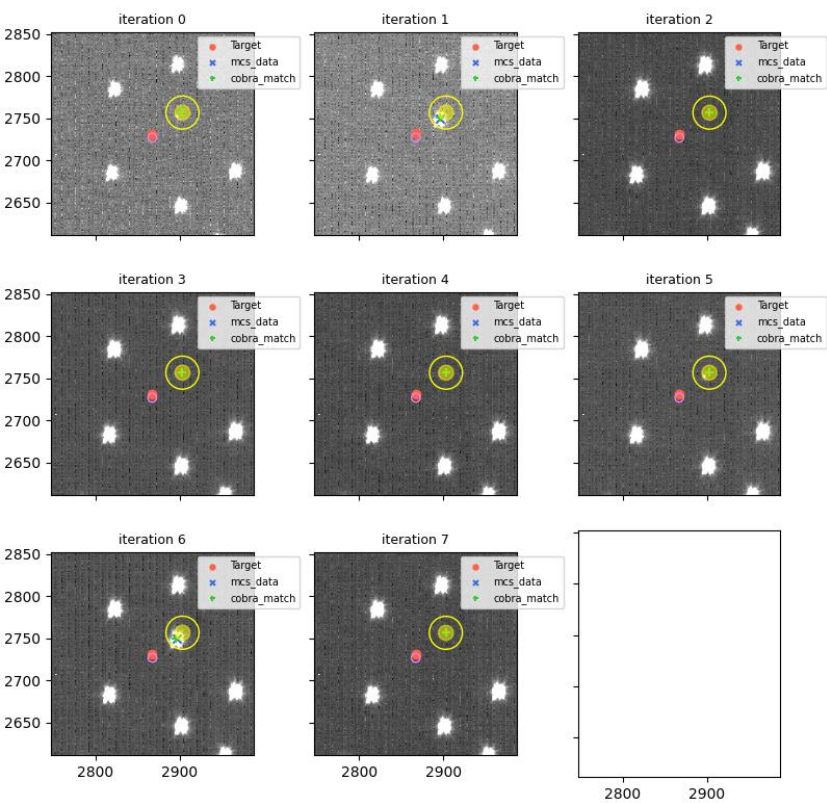 iteration 0
iteration 1
iteration 2
2850
2800
2750
2700
2650
Target
mcs_data
cobra_match
Target
mcs_data
cobra_match
Target
mcs_data
cobra_match
iteration 3
iteration 4
iteration 5
2850
2800
2750
2700
2650
Target
mcs_data
cobra_match
Target
mcs_data
cobra_match
Target
mcs_data
cobra_match
iteration 6
iteration 7
2850
2800
2750
2700
2650
Target
mcs_data
cobra_match
Target
mcs_data
cobra_match
2800 2900
2800 2900
2800 2900